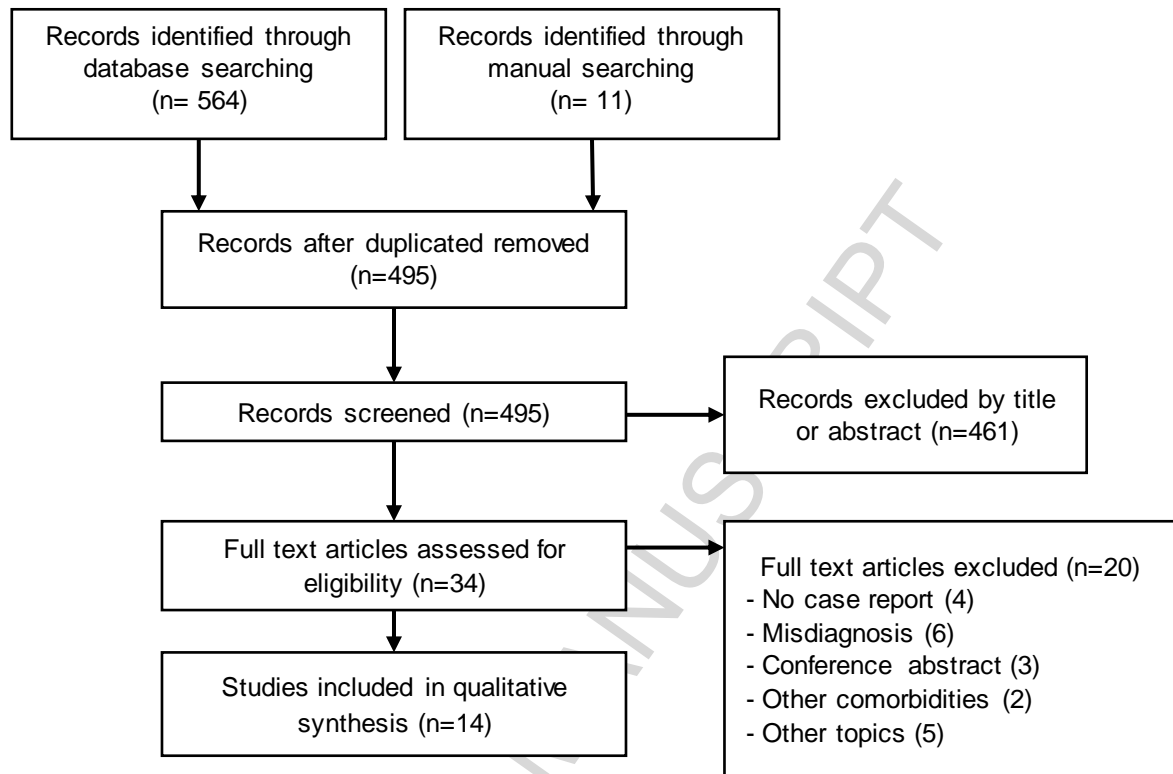 Records identified through
database searching
(n= 564)
Records identified through
manual searching
(n= 11)
Records after duplicated removed
(n=495)
Records screened (n=495)
Records excluded by title
or abstract (n=461)
Full text articles assessed for
eligibility (n=34)
Full text articles excluded (n=20)
- No case report (4)
- Misdiagnosis (6)
- Conference abstract (3)
- Other comorbidities (2)
- Other topics (5)
Studies included in qualitative
synthesis (n=14)